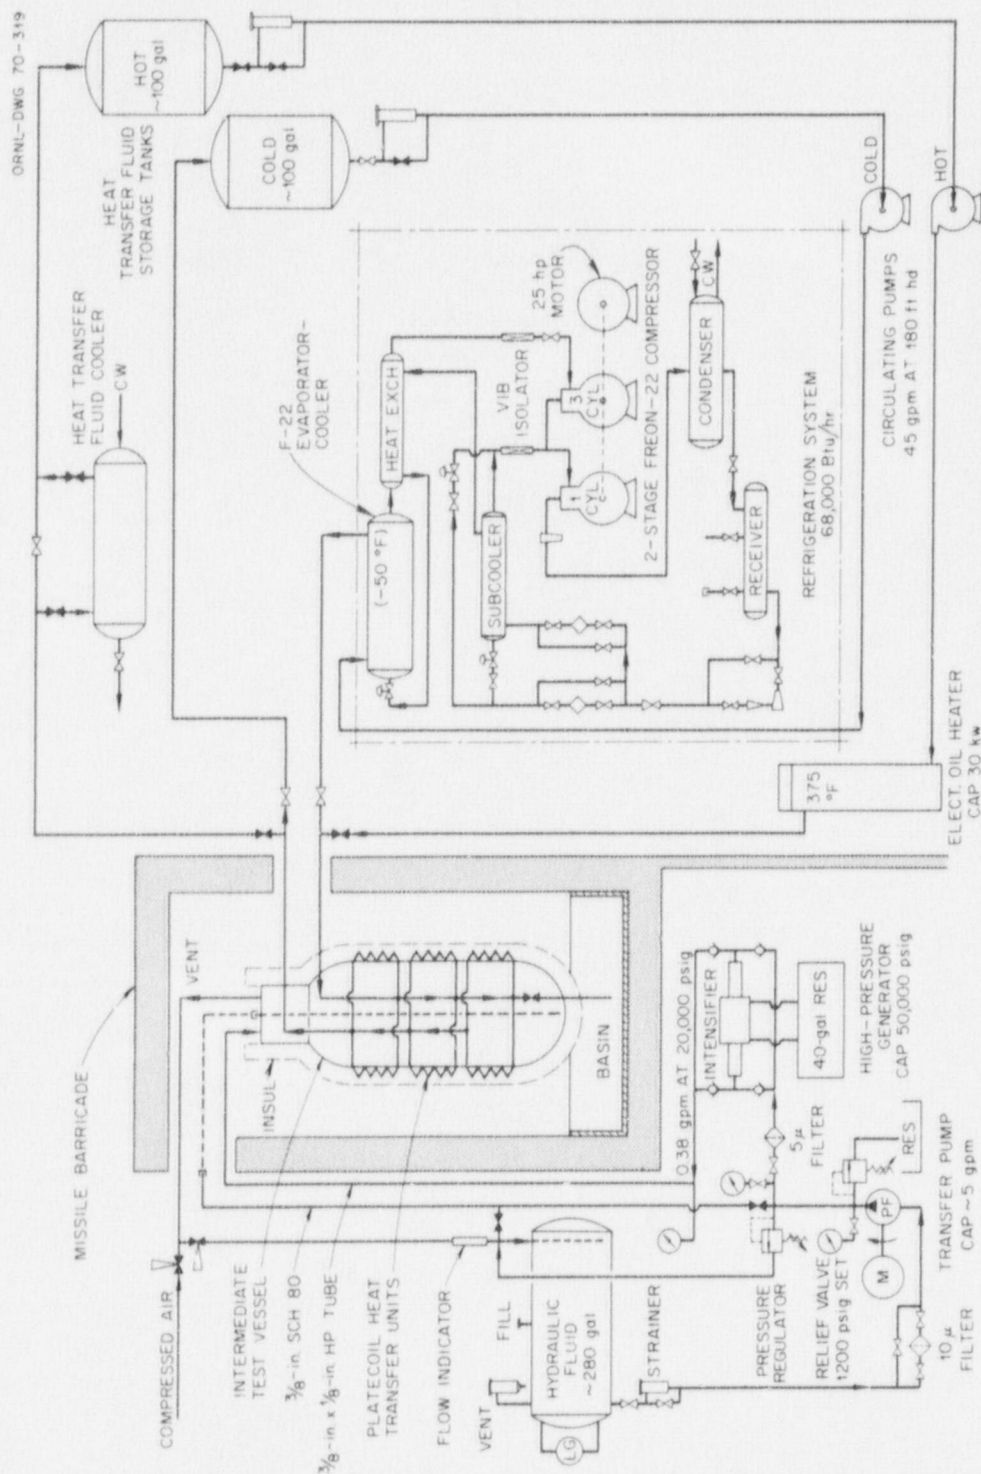 ORNL-DWG 70-319
HOT
~100 gal
COLD
~100 gal
HEAT
TRANSFER FLUID
STORAGE TANKS
HEAT TRANSFER
FLUID COOLER
CW
F-22
EVAPORATOR-
COOLER
(-50 °F)
HEAT EXCH
VIB
ISOLATOR
25 hp
MOTOR
3
CYL
1
CYL
C
SUBCOOLER
2-STAGE FREON-22 COMPRESSOR
CONDENSER
CW
RECEIVER
REFRIGERATION SYSTEM
68,000 Btu/hr
COLD
HOT
CIRCULATING PUMPS
45 gpm AT 180 ft hd
375
°F
ELECT. OIL HEATER
CAP 30 kw
MISSILE BARRICADE
VENT
INSUL
BASIN
COMPRESSED AIR
INTERMEDIATE
TEST VESSEL
3/8-in. SCH 80
3/8-in. x 1/8-in. HP TUBE
PLATECOIL HEAT
TRANSFER UNITS
FLOW INDICATOR
VENT
FILL
HYDRAULIC
FLUID
~280 gal
LG
STRAINER
0.38 gpm AT 20,000 psig
INTENSIFIER
40-gal RES
HIGH-PRESSURE
GENERATOR
CAP 50,000 psig
5μ
FILTER
PRESSURE
REGULATOR
RELIEF VALVE
1200 psig SET
RES
M
PF
TRANSFER PUMP
CAP ~5 gpm
10μ
FILTER